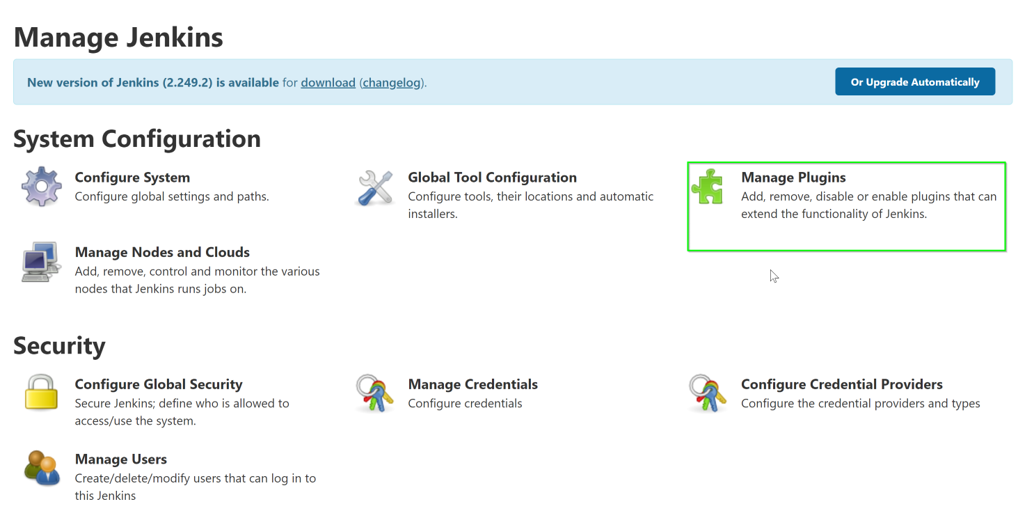 Manage Jenkins
New version of Jenkins (2.249.2) is available for download (changelog).
Or Upgrade Automatically
System Configuration
Configure System
Configure global settings and paths.
Global Tool Configuration
Configure tools, their locations and automatic
installers.
Manage Plugins
Add, remove, disable or enable plugins that can
extend the functionality of Jenkins.
Manage Nodes and Clouds
Add, remove, control and monitor the various
nodes that Jenkins runs jobs on.
Security
Configure Global Security
Secure Jenkins; define who is allowed to
access/use the system.
Manage Credentials
Configure credentials
Configure Credential Providers
Configure the credential providers and types
Manage Users
Create/delete/modify users that can log in to
this Jenkins